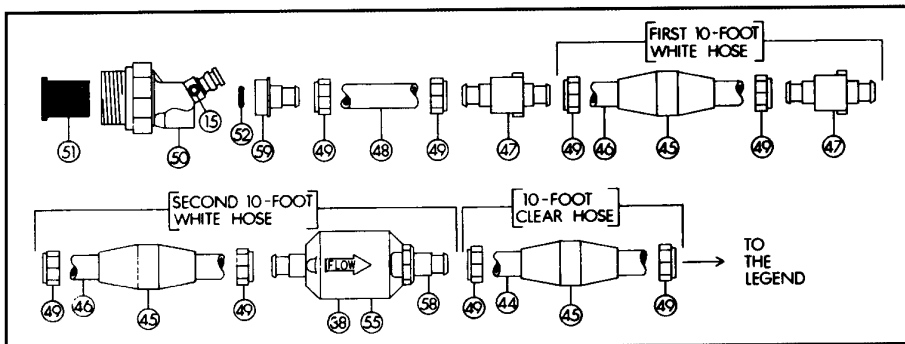 FIRST 10-FOOT
WHITE HOSE
51
50
15
52
59
49
48
49
47
49
46
45
49
47
SECOND 10-FOOT
WHITE HOSE
10-FOOT
CLEAR HOSE
FLOW
TO
THE
LEGEND
49
46
45
49
38
55
58
49
44
45
49